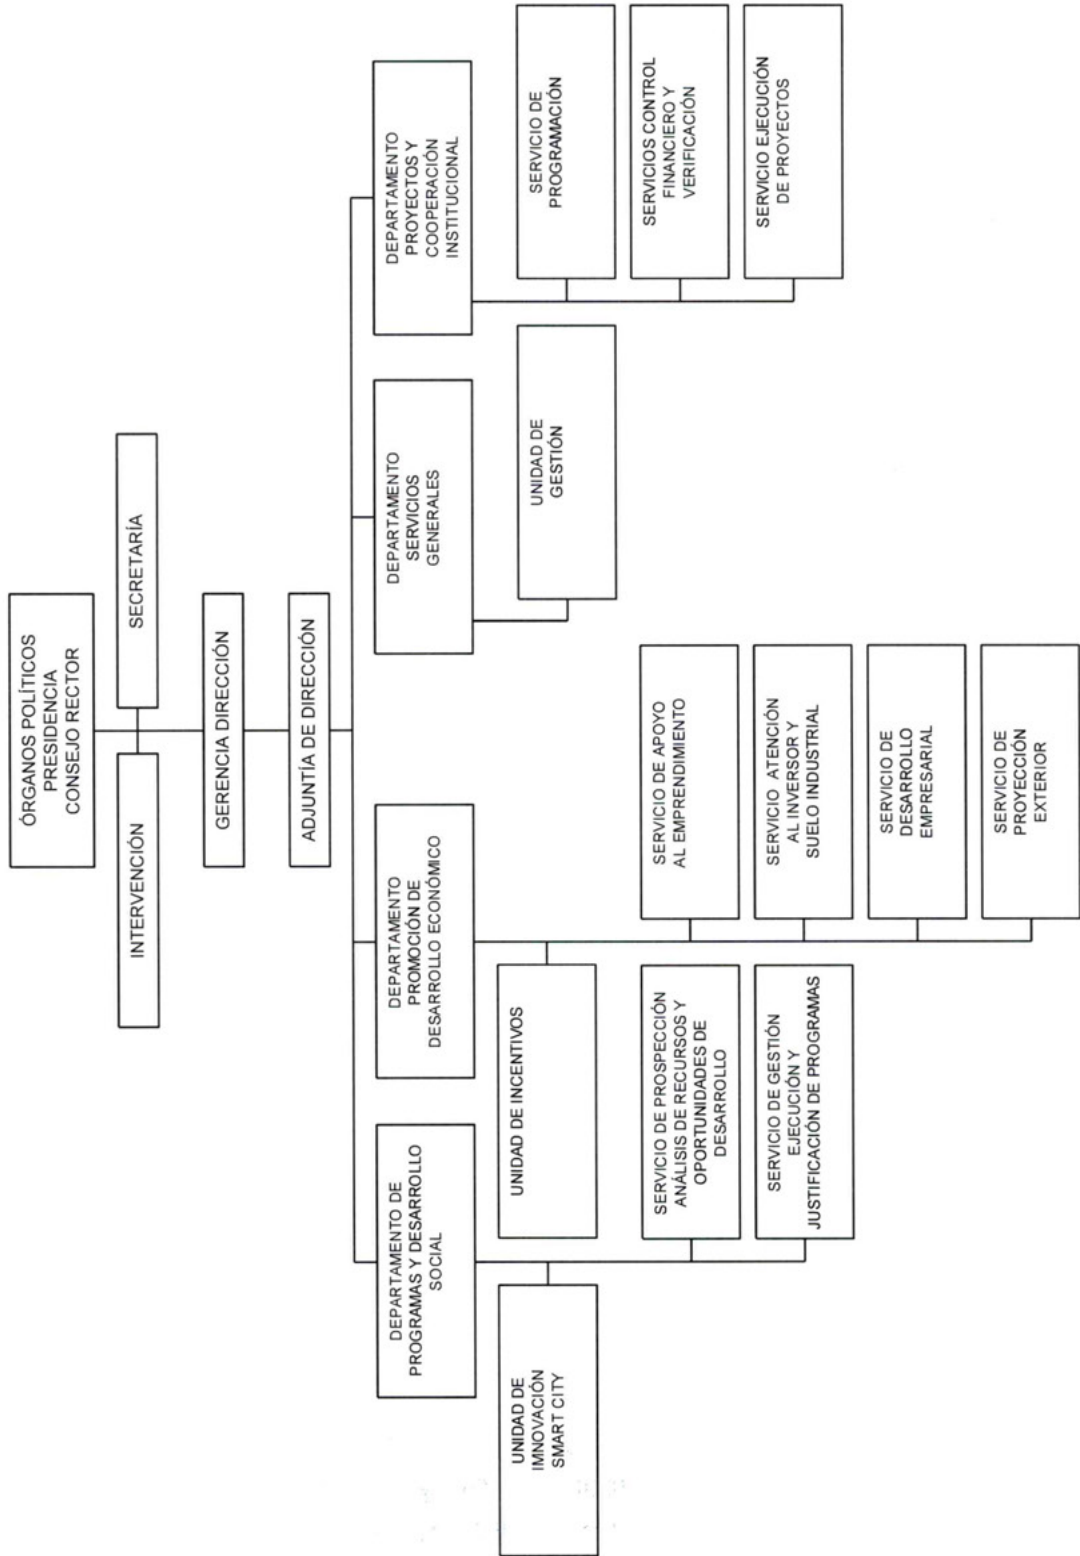 ÓRGANOS POLÍTICOS
PRESIDENCIA
CONSEJO RECTOR
INTERVENCIÓN
SECRETARÍA
GERENCIA DIRECCIÓN
ADJUNTÍA DE DIRECCIÓN
DEPARTAMENTO DE
PROGRAMAS Y DESARROLLO
SOCIAL
DEPARTAMENTO
PROMOCIÓN DE
DESARROLLO ECONÓMICO
DEPARTAMENTO
SERVICIOS
GENERALES
DEPARTAMENTO
PROYECTOS Y
COOPERACIÓN
INSTITUCIONAL
UNIDAD DE
IMNOVACIÓN
SMART CITY
UNIDAD DE INCENTIVOS
UNIDAD DE
GESTIÓN
SERVICIO DE
PROGRAMACIÓN
SERVICIO DE PROSPECCIÓN
ANÁLISIS DE RECURSOS Y
OPORTUNIDADES DE
DESARROLLO
SERVICIO DE APOYO
AL EMPRENDIMIENTO
SERVICIOS CONTROL
FINANCIERO Y
VERIFICACIÓN
SERVICIO DE GESTIÓN
EJECUCIÓN Y
JUSTIFICACIÓN DE PROGRAMAS
SERVICIO ATENCIÓN
AL INVERSOR Y
SUELO INDUSTRIAL
SERVICIO EJECUCIÓN
DE PROYECTOS
SERVICIO DE
DESARROLLO
EMPRESARIAL
SERVICIO DE
PROYECCIÓN
EXTERIOR